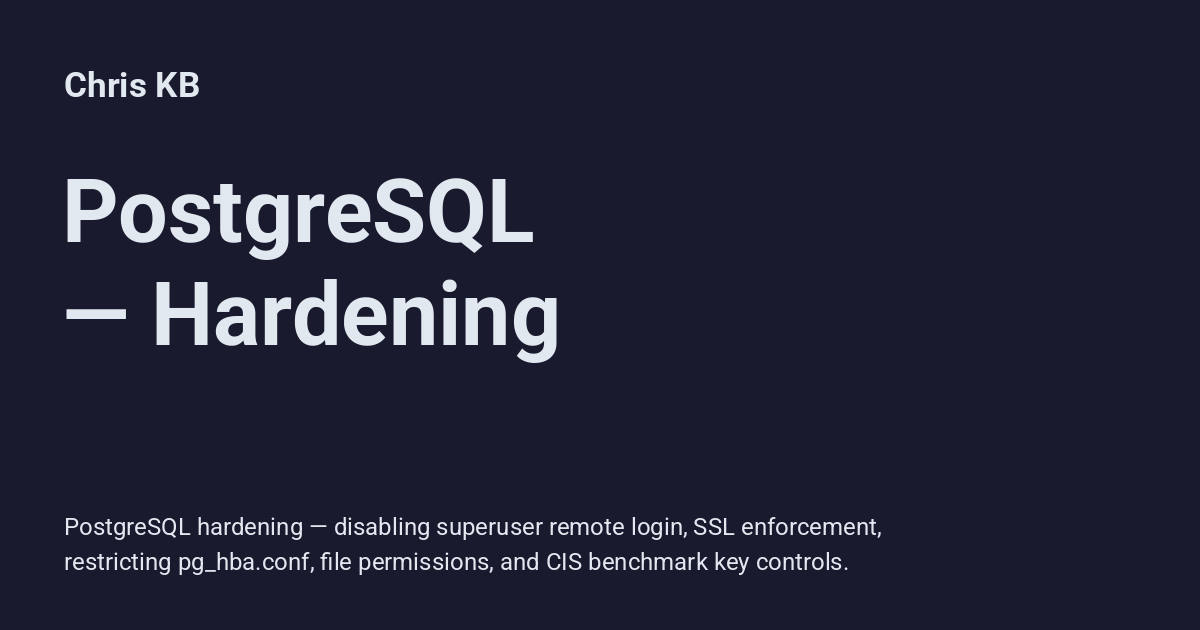 Chris KB
PostgreSQL
— Hardening
PostgreSQL hardening — disabling superuser remote login, SSL enforcement,
restricting pg_hba.conf, file permissions, and CIS benchmark key controls.